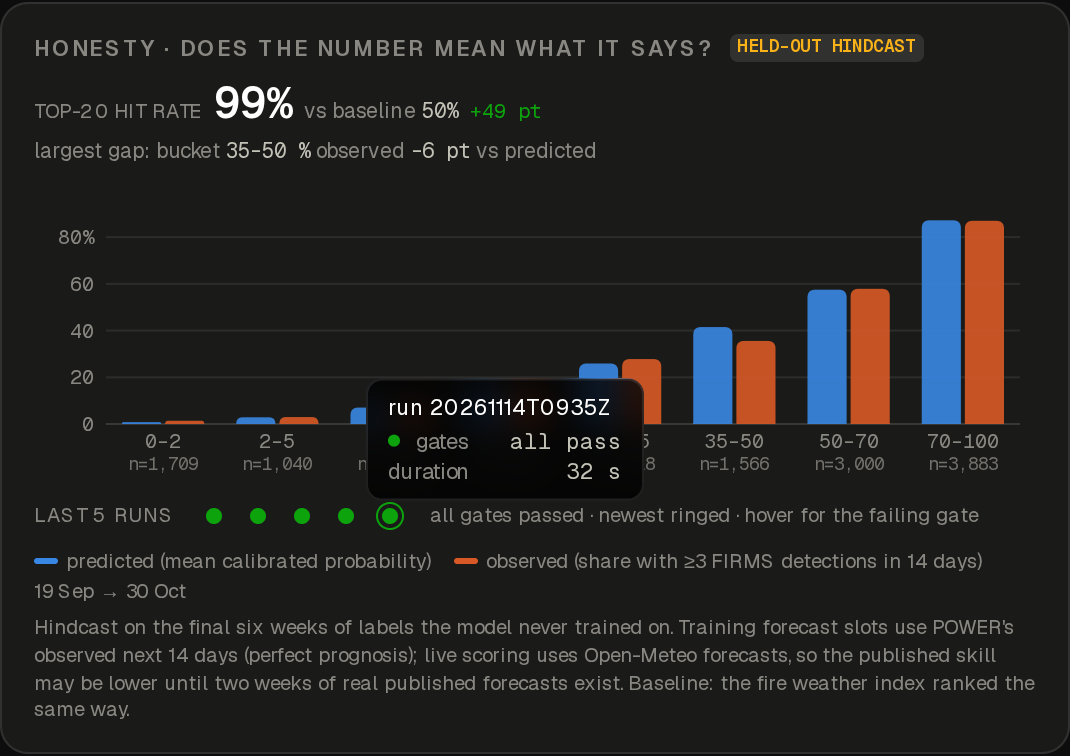 HONESTY · DOES THE NUMBER MEAN WHAT IT SAYS? HELD-OUT HINDCAST
TOP-20 HIT RATE 99% vs baseline 50% +49 pt
largest gap: bucket 35-50 % observed -6 pt vs predicted
80%
60
40
20
0
0-2 2-5 35-50 50-70 70-100
n=1,709 n=1,040 n=1,566 n=3,000 n=3,883
run 20261114T0935Z
gates all pass
duration 32 s
LAST 5 RUNS all gates passed · newest ringed · hover for the failing gate
predicted (mean calibrated probability) observed (share with ≥3 FIRMS detections in 14 days)
19 Sep → 30 Oct
Hindcast on the final six weeks of labels the model never trained on. Training forecast slots use POWER's
observed next 14 days (perfect prognosis); live scoring uses Open-Meteo forecasts, so the published skill
may be lower until two weeks of real published forecasts exist. Baseline: the fire weather index ranked the
same way.